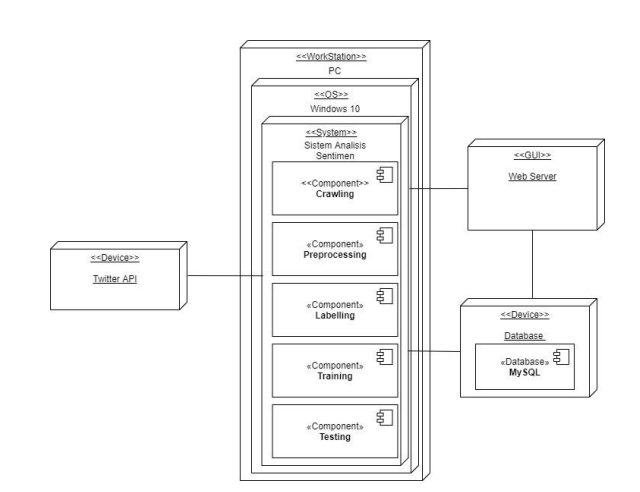 <<WorkStation>>
PC
<<OS>>
Windows 10
<<System>>
Sistem Analisis
Sentimen
<<Component>>
Crawling
«Component»
Preprocessing
«Component»
Labelling
«Component»
Training
«Component»
Testing
<<Device>>
Twitter API
<<GUI>>
Web Server
<<Device>>
Database
«Database»
MySQL